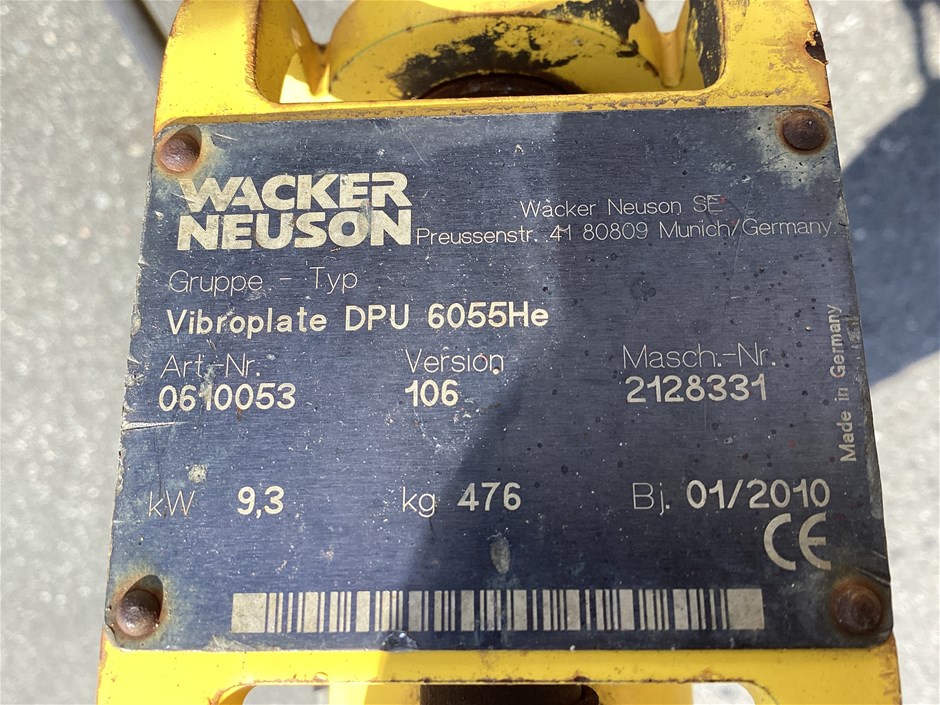 WACKER
NEUSON
Wacker Neuson SE
Preussenstr. 41 80809 Munich/Germany
Gruppe - Typ
Vibroplate DPU 6055He
Art.-Nr. Version Masch.-Nr.
0610053 106 2128331
Made in Germany
kW 9,3 kg 476 Bj. 01/2010
CE